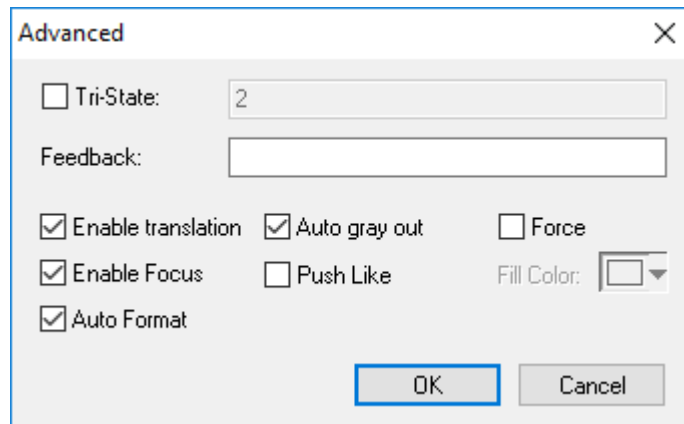 Advanced
Tri-State: 2
Feedback:
Enable translation Auto gray out Force
Enable Focus Push Like Fill Color:
Auto Format
OK Cancel